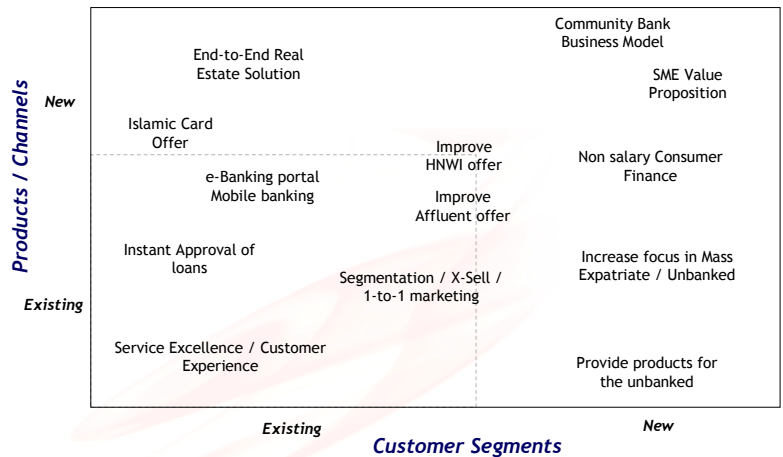 Community Bank
Business Model
End-to-End Real
Estate Solution
SME Value
Proposition
New
Islamic Card
Offer
Improve
HNWI offer
Non salary Consumer
Finance
e-Banking portal
Mobile banking
Improve
Affluent offer
Products / Channels
Instant Approval of
loans
Increase focus in Mass
Expatriate / Unbanked
Segmentation / X-Sell /
1-to-1 marketing
Existing
Service Excellence / Customer
Experience
Provide products for
the unbanked
Existing
New
Customer Segments